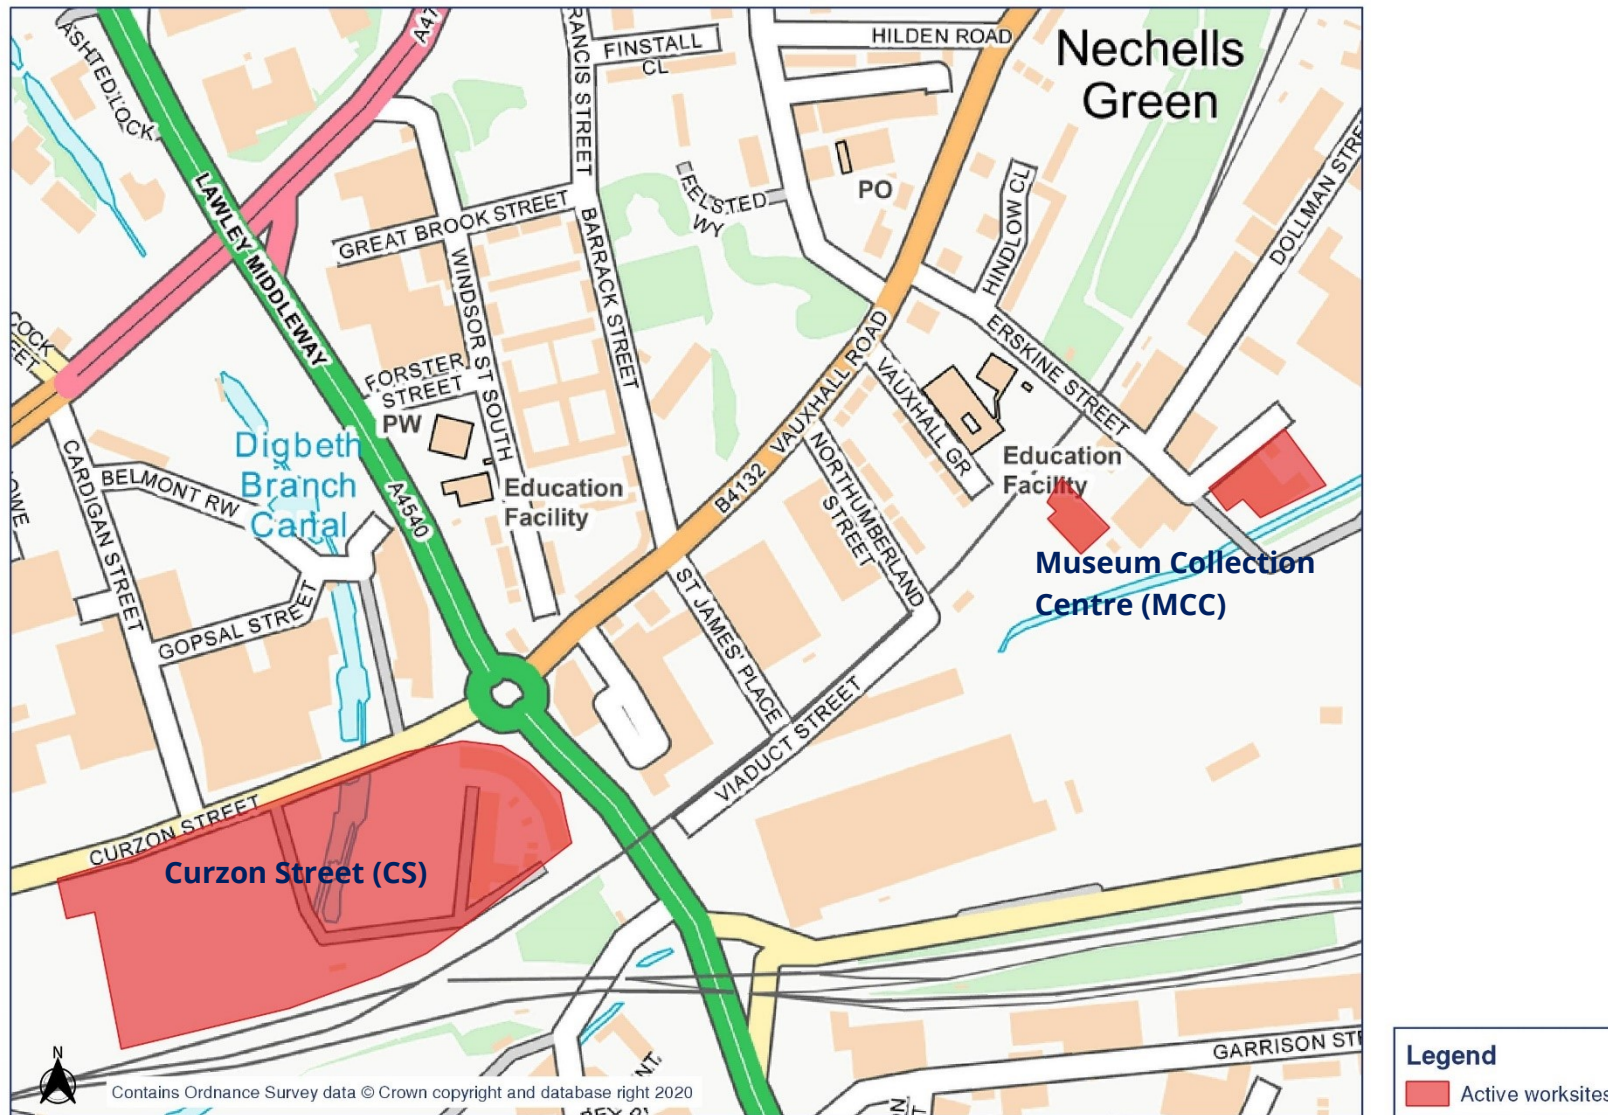 ASHTED LOCK
A47
RANCIS STREET
FINSTALL
CL
HILDEN ROAD
Nechells
Green
DOLLMAN STRE
LAWLEY MIDDLEWAY
GREAT BROOK STREET
BARRACK STREET
WINDSOR ST SOUTH
FELSTED
WY
PO
HINDLOW CL
ERSKINE STREET
COCK
EET
FORSTER
STREET
PW
VAUXHALL ROAD
B4132
VAUXHALL GR
NORTHUMBERLAND
STREET
Education
Facility
Digbeth
Branch
Canal
A4540
Education
Facility
CARDIGAN STREET
BELMONT RW
OWE
GOPSAL STREET
ST JAMES' PLACE
VIADUCT STREET
Museum Collection
Centre (MCC)
CURZON STREET
Curzon Street (CS)
GARRISON STR
N
Contains Ordnance Survey data © Crown copyright and database right 2020
Legend
Active worksites